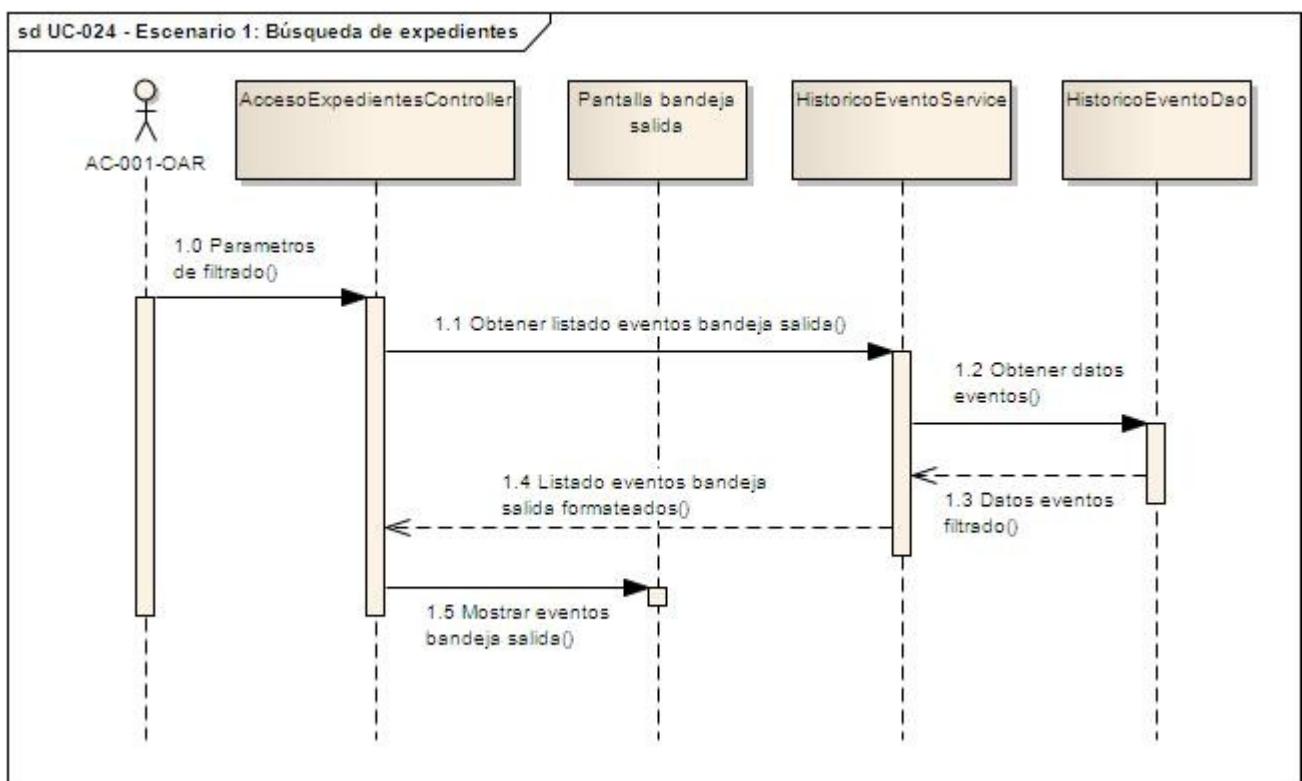 sd UC-024 - Escenario 1: Búsqueda de expedientes
AC-001-OAR
AccesoExpedientesController
Pantalla bandeja
salida
HistoricoEventoService
HistoricoEventoDao
1.0 Parametros
de filtrado()
1.1 Obtener listado eventos bandeja salida()
1.2 Obtener datos
eventos()
1.3 Datos eventos
filtrado()
1.4 Listado eventos bandeja
salida formateados()
1.5 Mostrar eventos
bandeja salida()